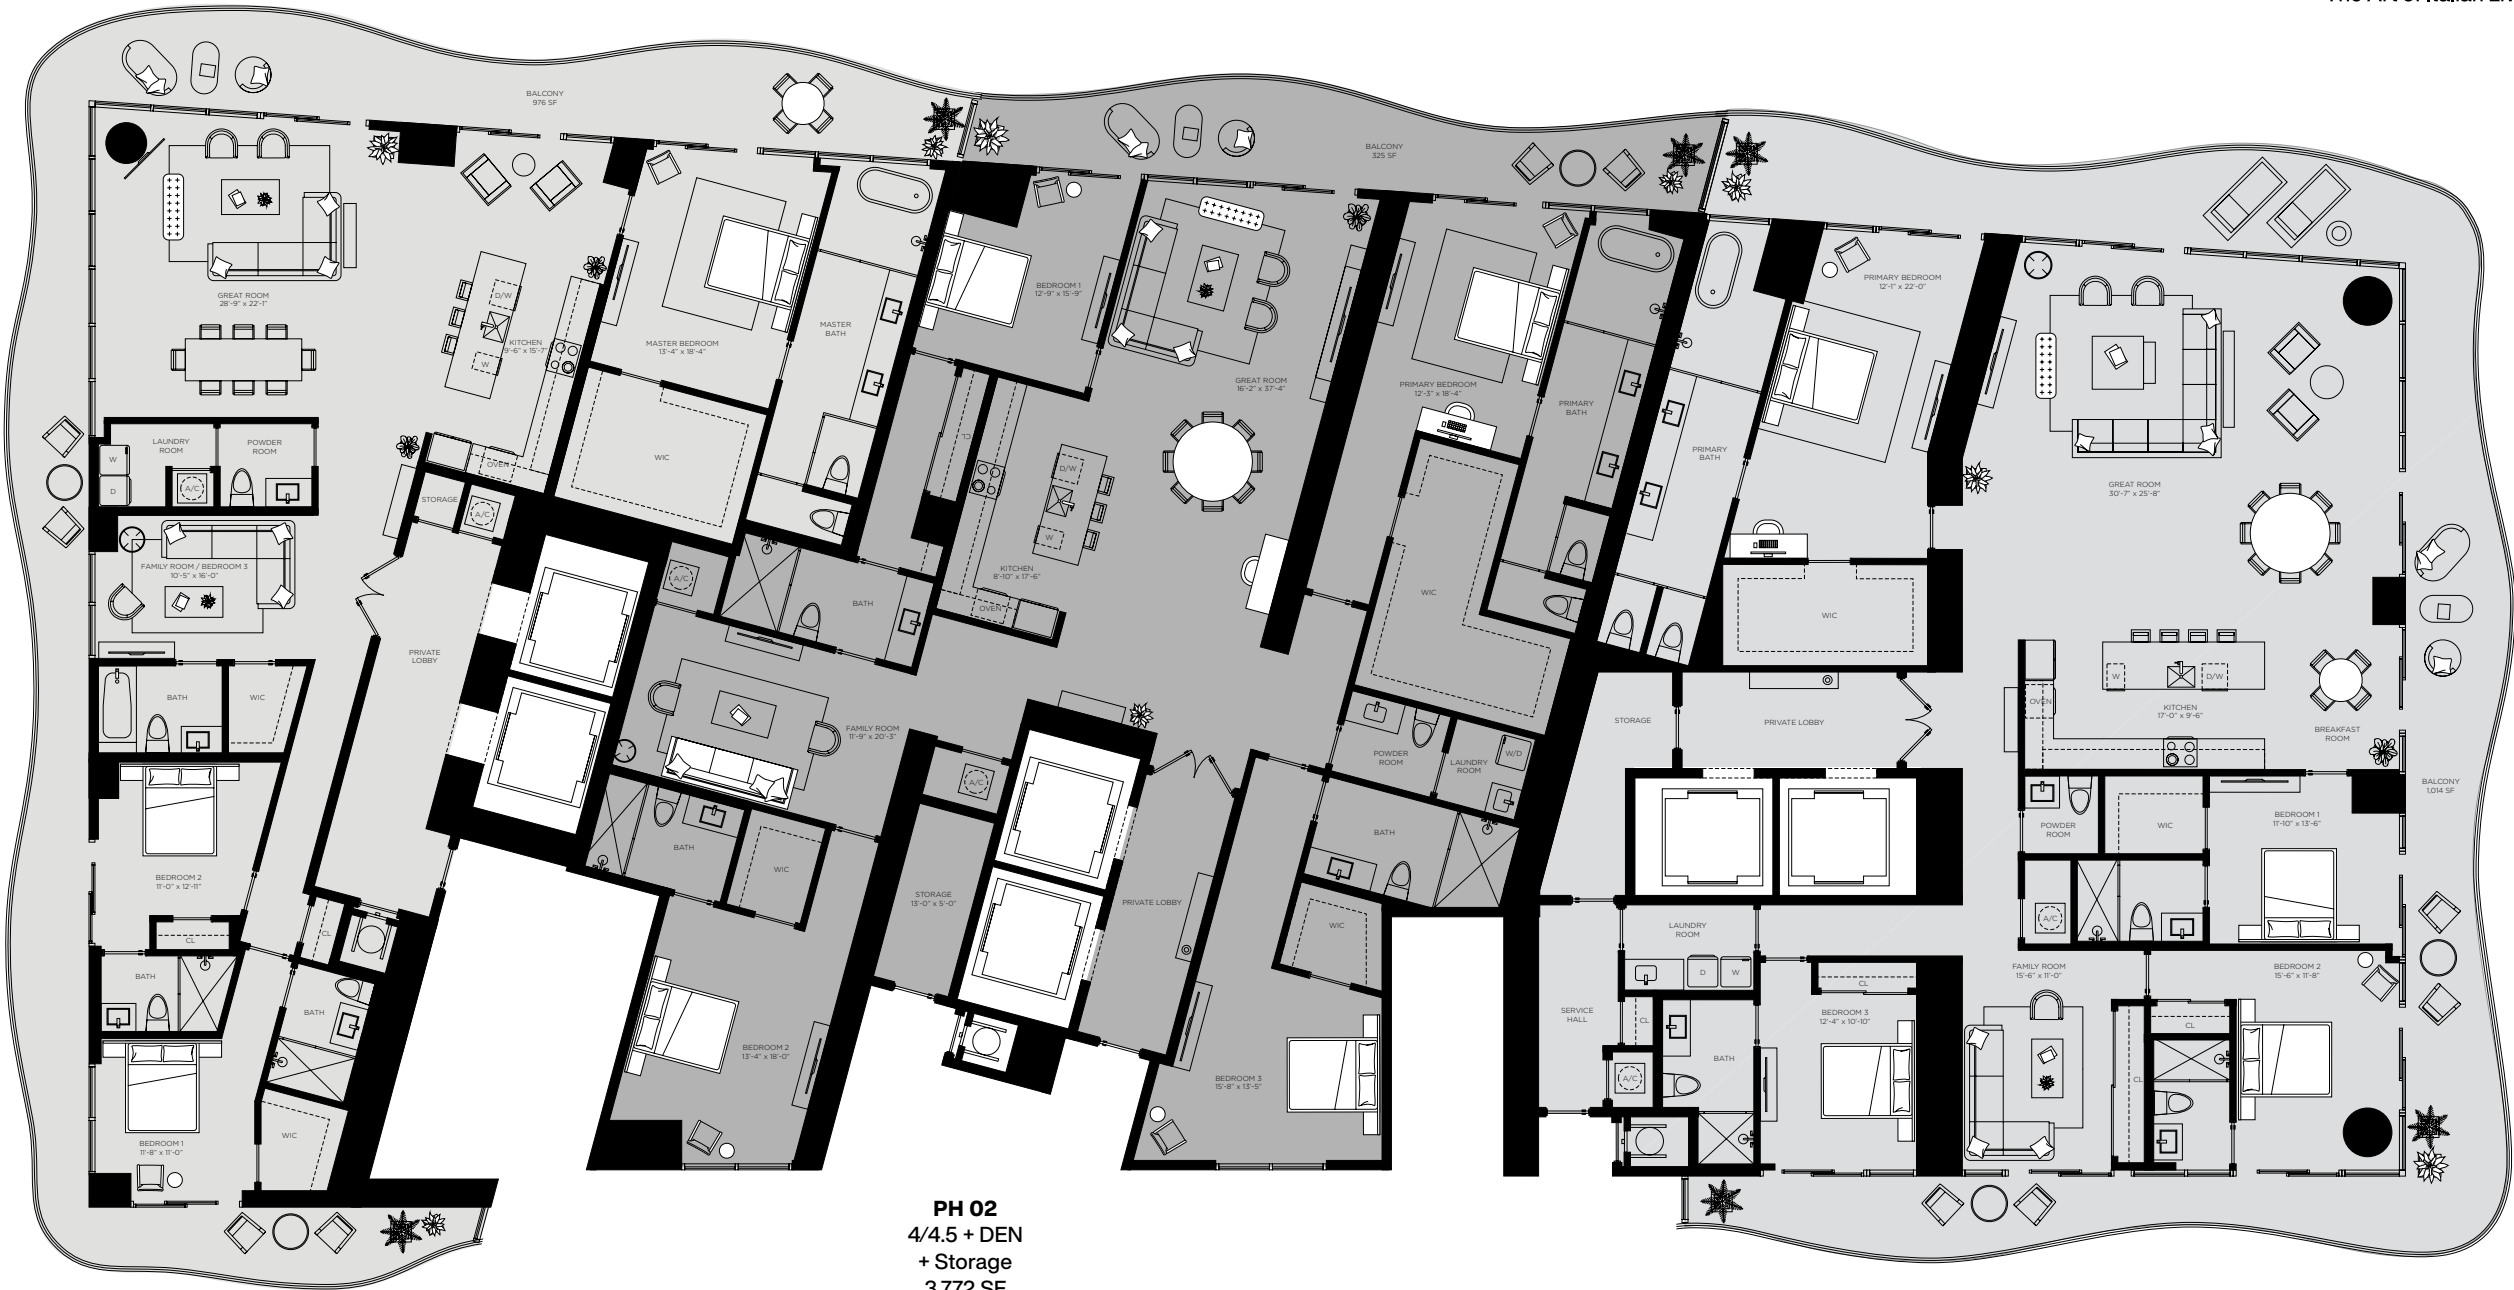 BALCONY
976 SF
GREAT ROOM
28'-9" x 22'-1"
D/W
KITCHEN
9'-6" x 15'-7"
W
MASTER BEDROOM
13'-4" x 18'-4"
MASTER
BATH
LAUNDRY
ROOM
POWDER
ROOM
W
D
A/C
OVEN
WIC
STORAGE
A/C
FAMILY ROOM / BEDROOM 3
10'-5" x 16'-0"
PRIVATE
LOBBY
BATH
WIC
BEDROOM 2
11'-0" x 12'-11"
CL
CL
BATH
BATH
WIC
BEDROOM 1
11'-8" x 11'-0"
BALCONY
325 SF
BEDROOM 1
12'-9" x 15'-9"
GREAT ROOM
16'-2" x 37'-4"
PRIMARY BEDROOM
12'-3" x 18'-4"
PRIMARY
BATH
CL
D/W
W
KITCHEN
8'-10" x 17'-6"
OVEN
A/C
BATH
WIC
FAMILY ROOM
11'-9" x 20'-3"
A/C
POWDER
ROOM
LAUNDRY
ROOM
W/D
BATH
WIC
BATH
STORAGE
13'-0" x 5'-0"
PRIVATE LOBBY
WIC
BEDROOM 2
13'-4" x 18'-0"
BEDROOM 3
15'-8" x 13'-5"
PH 02
4/4.5 + DEN
+ Storage
3,772 SF
PRIMARY BEDROOM
12'-1" x 22'-0"
PRIMARY
BATH
GREAT ROOM
30'-7" x 25'-8"
WIC
STORAGE
PRIVATE LOBBY
W
D/W
OVEN
KITCHEN
17'-0" x 9'-6"
BREAKFAST
ROOM
BALCONY
1,014 SF
POWDER
ROOM
WIC
BEDROOM 1
11'-10" x 13'-6"
A/C
LAUNDRY
ROOM
D
W
FAMILY ROOM
15'-6" x 11'-0"
BEDROOM 2
15'-6" x 11'-8"
CL
SERVICE
HALL
CL
BEDROOM 3
12'-4" x 10'-10"
CL
BATH
A/C
CL